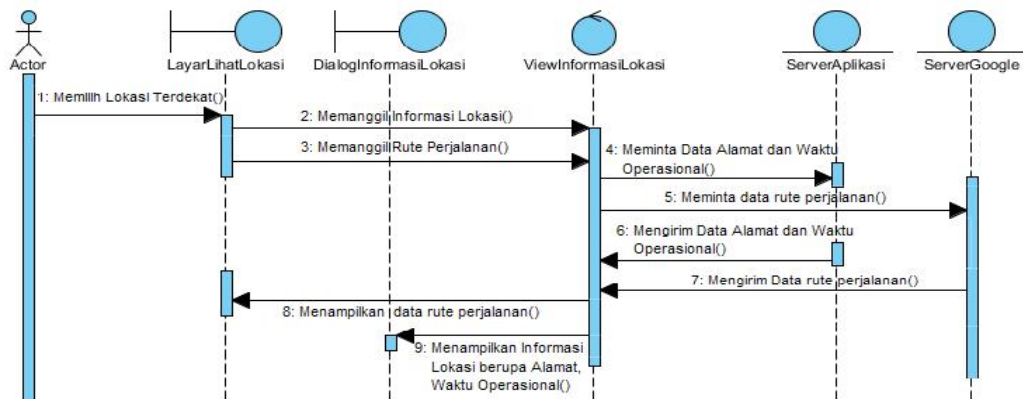 Actor
LayarLihatLokasi
DialogInformasiLokasi
ViewInformasiLokasi
ServerAplikasi
ServerGoogle
1: Memilih Lokasi Terdekat()
2: Memanggil Informasi Lokasi()
3: Memanggil Rute Perjalanan()
4: Meminta Data Alamat dan Waktu
Operasional()
5: Meminta data rute perjalanan()
6: Mengirim Data Alamat dan Waktu
Operasional()
7: Mengirim Data rute perjalanan()
8: Menampilkan data rute perjalanan()
9: Menampilkan Informasi
Lokasi berupa Alamat,
Waktu Operasional()